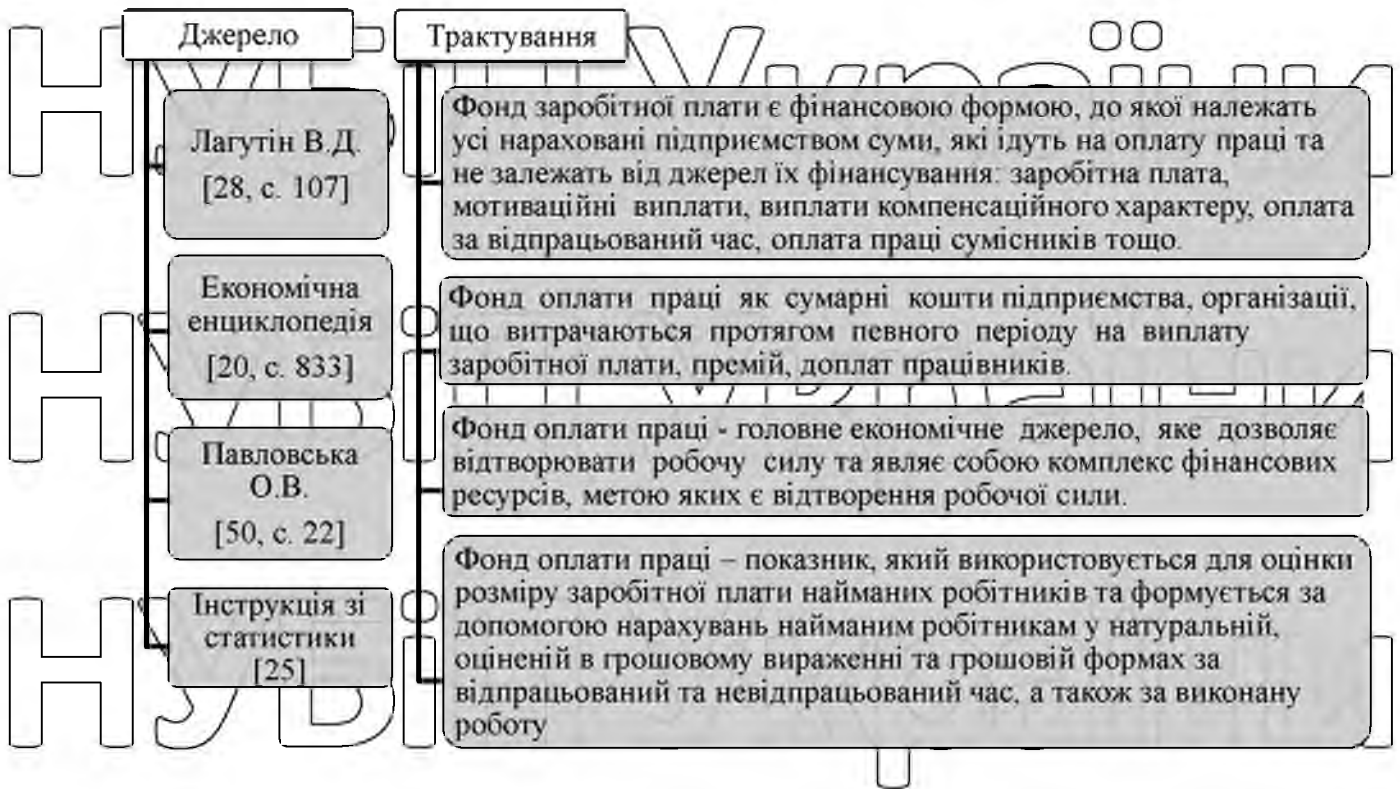 Джерело
Трактування
Лагутін В.Д.
[28, с. 107]
Фонд заробітної плати є фінансовою формою, до якої належать
усі нараховані підприємством суми, які ідуть на оплату праці та
не залежать від джерел їх фінансування: заробітна плата,
мотиваційні виплати, виплати компенсаційного характеру, оплата
за відпрацьований час, оплата праці сумісників тощо.
Економічна
енциклопедія
[20, с. 833]
Фонд оплати праці як сумарні кошти підприємства, організації,
що витрачаються протягом певного періоду на виплату
заробітної плати, премій, доплат працівників.
Павловська
О.В.
[50, с. 22]
Фонд оплати праці - головне економічне джерело, яке дозволяє
відтворювати робочу силу та являє собою комплекс фінансових
ресурсів, метою яких є відтворення робочої сили.
Інструкція зі
статистики
[25]
Фонд оплати праці – показник, який використовується для оцінки
розміру заробітної плати найманих робітників та формується за
допомогою нарахувань найманим робітникам у натуральній,
оціненій в грошовому вираженні та грошовій формах за
відпрацьований та невідпрацьований час, а також за виконану
роботу